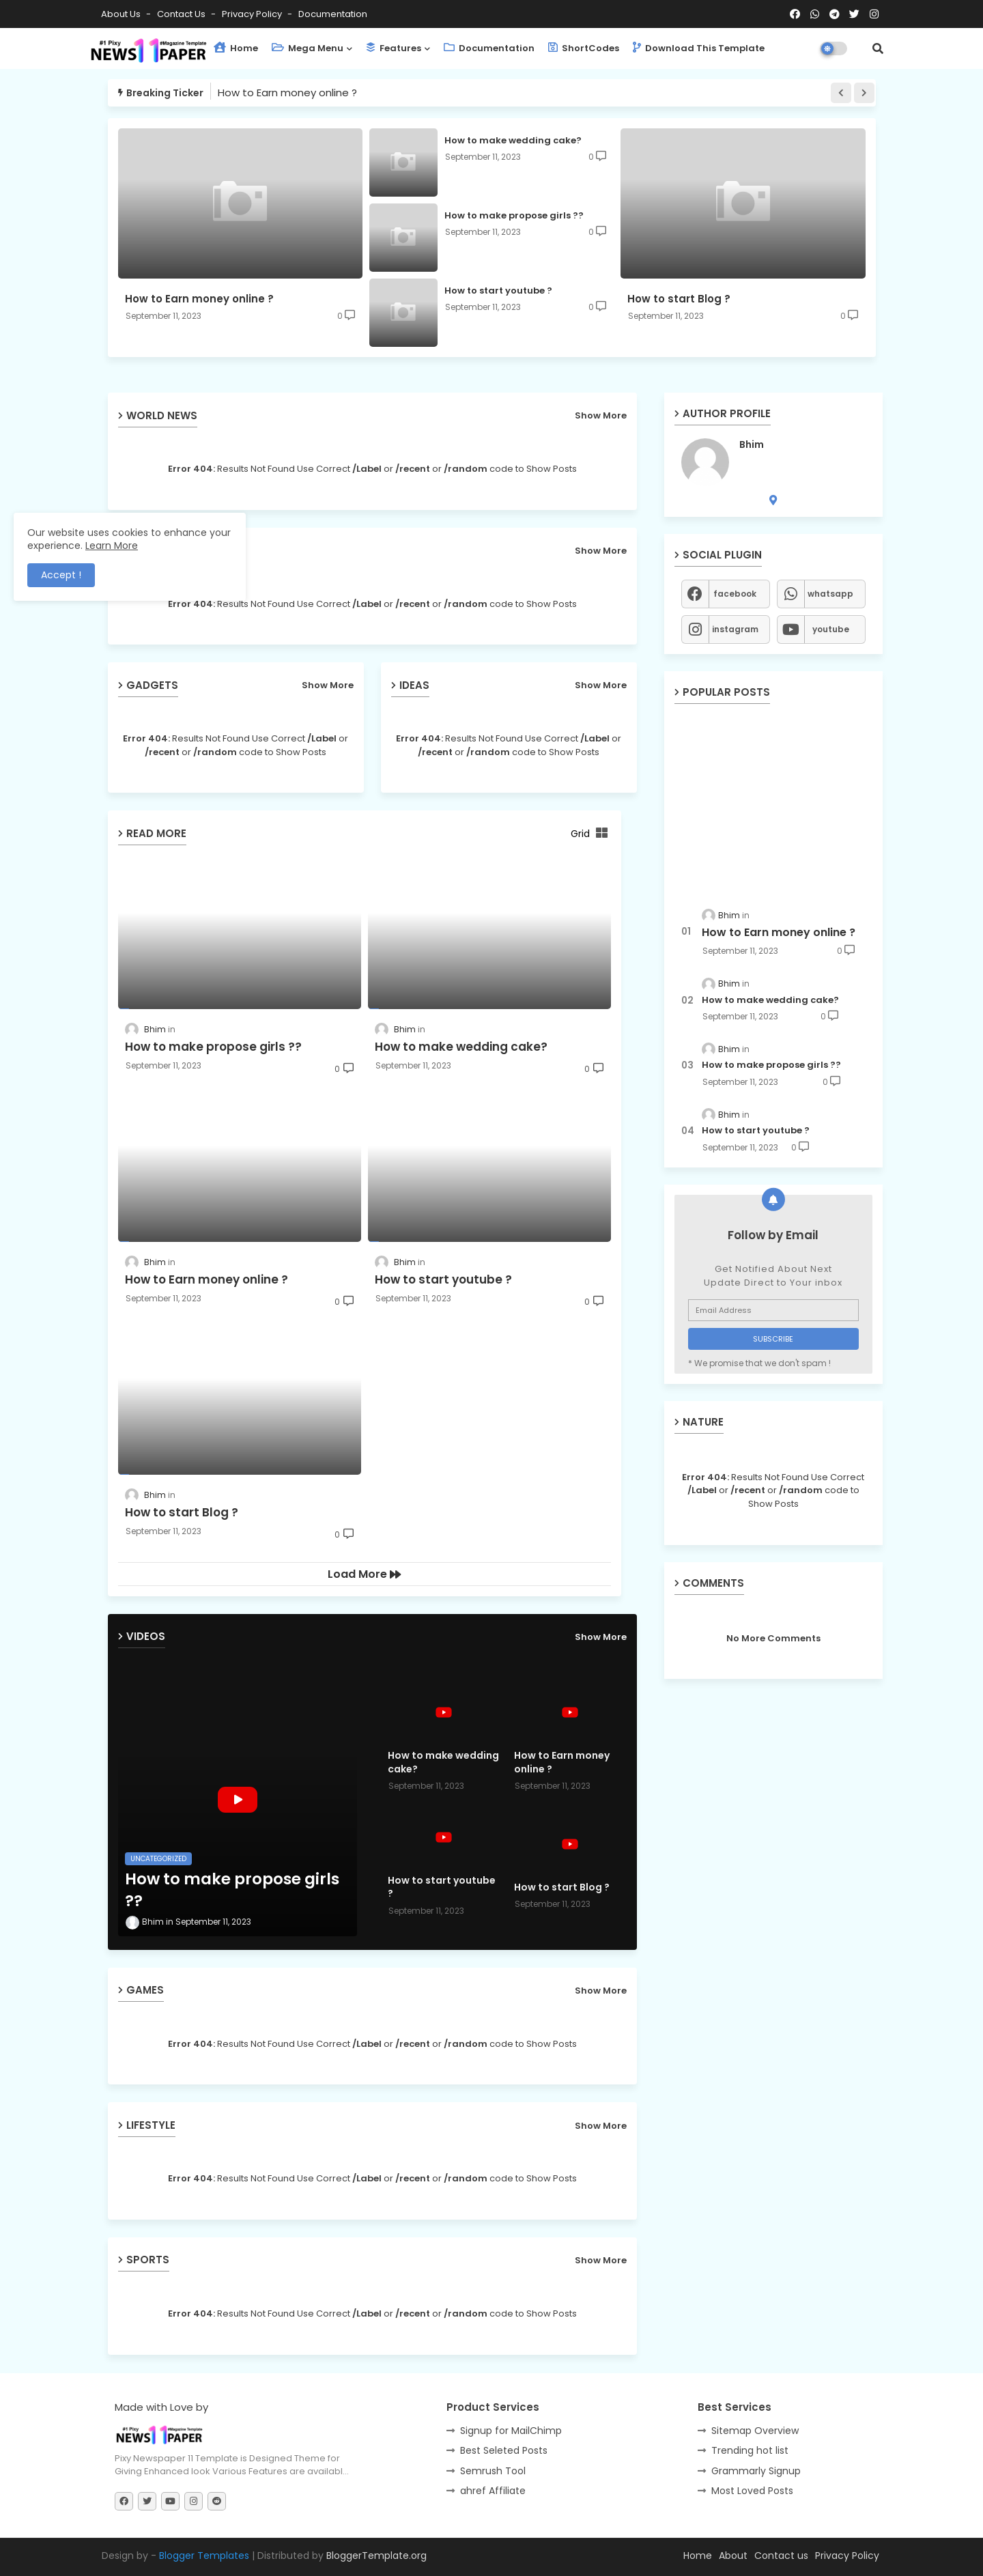 About Us - Contact Us - Privacy Policy - Documentation
#1 Pixy #Magazine Template
NEWS 11 PAPER
Home
Mega Menu
Features
Documentation
ShortCodes
Download This Template
Breaking Ticker
How to Earn money online ?
How to Earn money online ?
September 11, 2023 0
How to make wedding cake?
September 11, 2023 0
How to make propose girls ??
September 11, 2023 0
How to start youtube ?
September 11, 2023 0
How to start Blog ?
September 11, 2023 0
WORLD NEWS Show More
Error 404: Results Not Found Use Correct /Label or /recent or /random code to Show Posts
Show More
Error 404: Results Not Found Use Correct /Label or /recent or /random code to Show Posts
Our website uses cookies to enhance your
experience. Learn More
Accept !
GADGETS Show More
Error 404: Results Not Found Use Correct /Label or
/recent or /random code to Show Posts
IDEAS Show More
Error 404: Results Not Found Use Correct /Label or
/recent or /random code to Show Posts
READ MORE Grid
Bhim in
How to make propose girls ??
September 11, 2023 0
Bhim in
How to make wedding cake?
September 11, 2023 0
Bhim in
How to Earn money online ?
September 11, 2023 0
Bhim in
How to start youtube ?
September 11, 2023 0
Bhim in
How to start Blog ?
September 11, 2023 0
Load More
VIDEOS Show More
UNCATEGORIZED
How to make propose girls
??
Bhim in September 11, 2023
How to make wedding
cake?
September 11, 2023
How to Earn money
online ?
September 11, 2023
How to start youtube
?
September 11, 2023
How to start Blog ?
September 11, 2023
GAMES Show More
Error 404: Results Not Found Use Correct /Label or /recent or /random code to Show Posts
LIFESTYLE Show More
Error 404: Results Not Found Use Correct /Label or /recent or /random code to Show Posts
SPORTS Show More
Error 404: Results Not Found Use Correct /Label or /recent or /random code to Show Posts
AUTHOR PROFILE
Bhim
SOCIAL PLUGIN
facebook
whatsapp
instagram
youtube
POPULAR POSTS
Bhim in
01 How to Earn money online ?
September 11, 2023 0
Bhim in
02 How to make wedding cake?
September 11, 2023 0
Bhim in
03 How to make propose girls ??
September 11, 2023 0
Bhim in
04 How to start youtube ?
September 11, 2023 0
Follow by Email
Get Notified About Next
Update Direct to Your inbox
Email Address
SUBSCRIBE
* We promise that we don't spam !
NATURE
Error 404: Results Not Found Use Correct
/Label or /recent or /random code to
Show Posts
COMMENTS
No More Comments
Made with Love by
#1 Pixy #Magazine Template
NEWS 11 PAPER
Pixy Newspaper 11 Template is Designed Theme for
Giving Enhanced look Various Features are availabl...
Product Services
Signup for MailChimp
Best Seleted Posts
Semrush Tool
ahref Affiliate
Best Services
Sitemap Overview
Trending hot list
Grammarly Signup
Most Loved Posts
Design by - Blogger Templates | Distributed by BloggerTemplate.org
Home About Contact us Privacy Policy